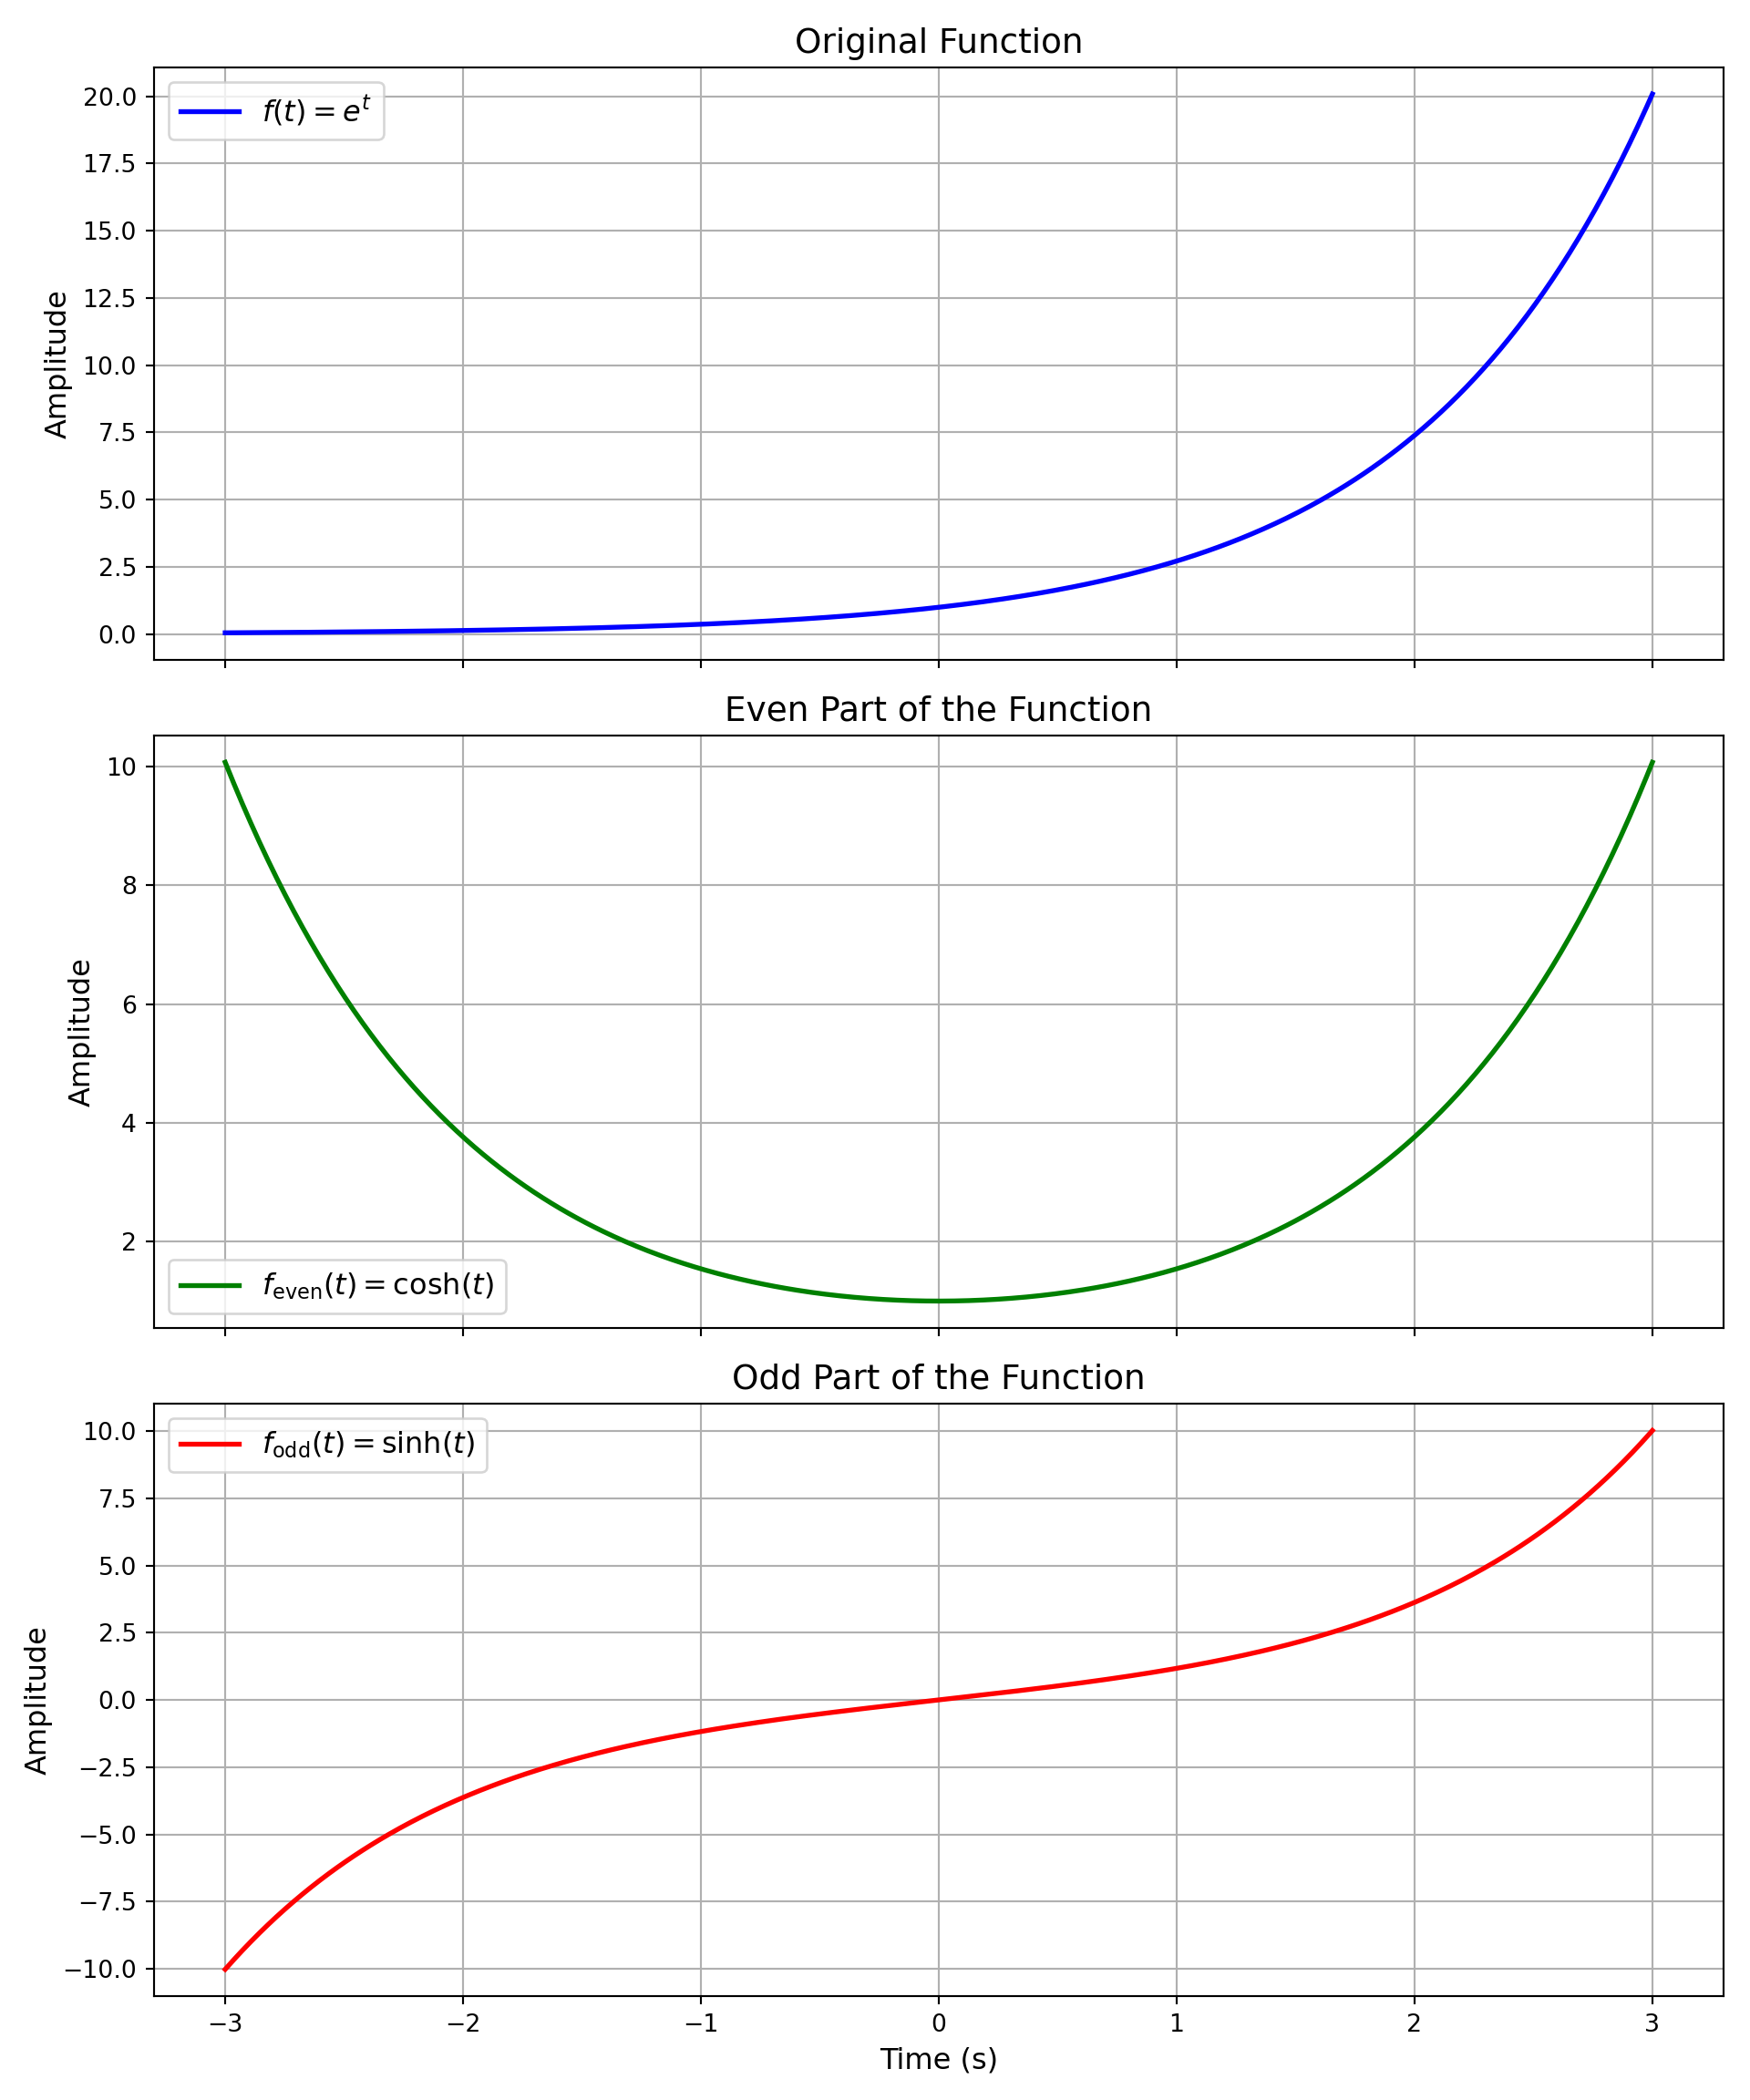 Original Function
f(t) = e^t
20.0
17.5
15.0
12.5
10.0
7.5
5.0
2.5
0.0
Amplitude
Even Part of the Function
10
8
6
4
2
Amplitude
f_even(t) = cosh(t)
Odd Part of the Function
f_odd(t) = sinh(t)
10.0
7.5
5.0
2.5
0.0
−2.5
−5.0
−7.5
−10.0
Amplitude
−3 −2 −1 0 1 2 3
Time (s)